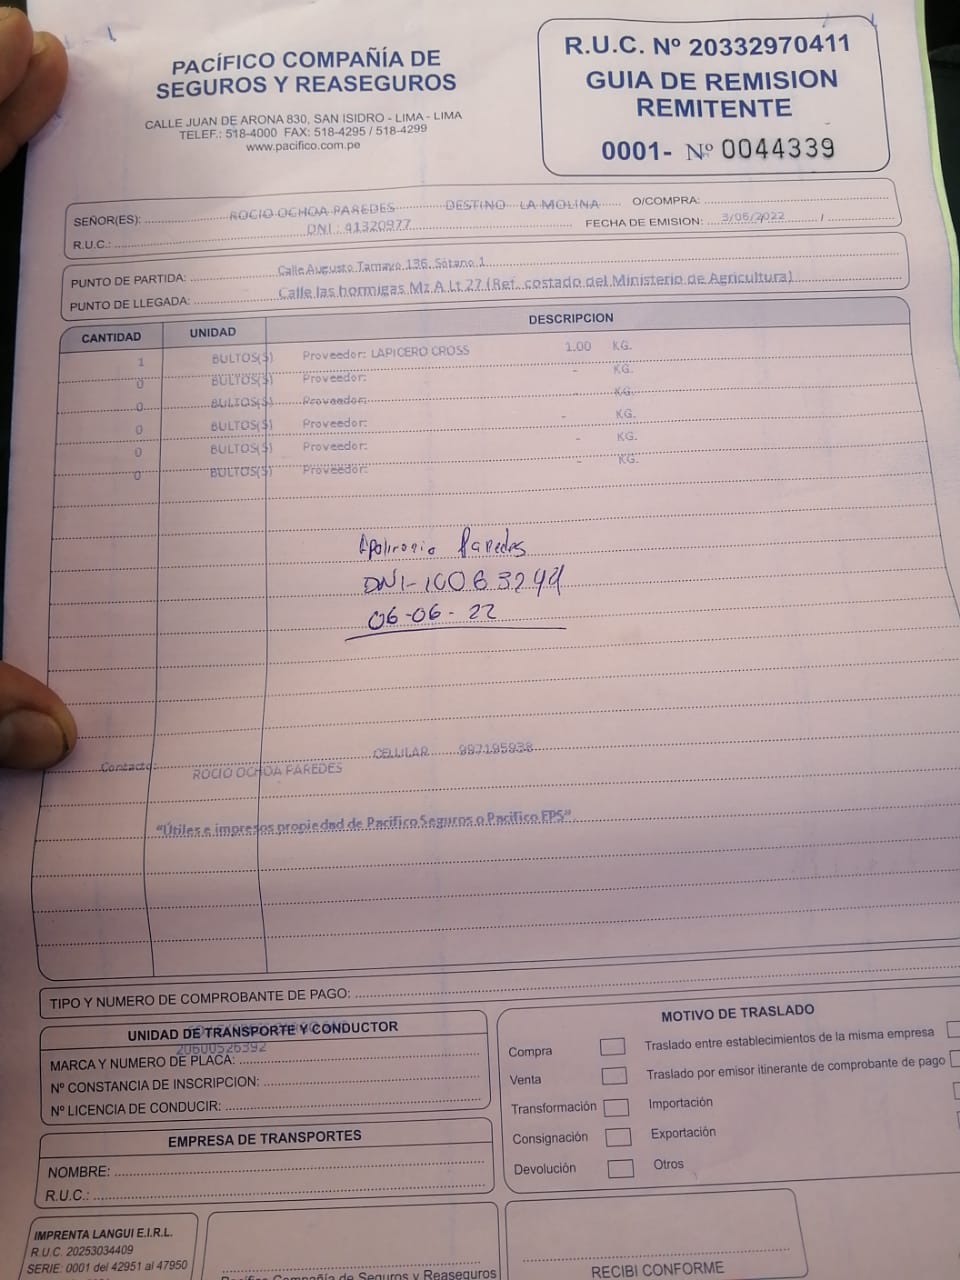 PACÍFICO COMPAÑÍA DE
SEGUROS Y REASEGUROS
CALLE JUAN DE ARONA 830, SAN ISIDRO - LIMA - LIMA
TELEF.: 518-4000 FAX: 518-4295 / 518-4299
www.pacifico.com.pe
R.U.C. Nº 20332970411
GUIA DE REMISION
REMITENTE
0001- Nº 0044339
SEÑOR(ES): ROCIO OCHOA PAREDES DESTINO LA MOLINA O/COMPRA:
R.U.C.: DNI.: 41320977 FECHA DE EMISION: 3/06/2022 /
PUNTO DE PARTIDA: Calle Augusto Tamayo 136, Sótano 1
PUNTO DE LLEGADA: Calle las hormigas Mz A Lt 27 (Ref. costado del Ministerio de Agricultura)
CANTIDAD UNIDAD DESCRIPCION
1 BULTOS(S) Proveedor: LAPICERO CROSS 1.00 KG.
0 BULTOS(S) Proveedor: - KG.
0 BULTOS(S) Proveedor: - KG.
0 BULTOS(S) Proveedor: - KG.
0 BULTOS(S) Proveedor: - KG.
0 BULTOS(S) Proveedor: - KG.
Paredes
06-06-22
Contacto: ROCIO OCHOA PAREDES CELULAR 997195938
"Útiles e impresos propiedad de Pacífico Seguros o Pacífico EPS"
TIPO Y NUMERO DE COMPROBANTE DE PAGO:
UNIDAD DE TRANSPORTE Y CONDUCTOR
20600526392
MARCA Y NUMERO DE PLACA:
Nº CONSTANCIA DE INSCRIPCION:
Nº LICENCIA DE CONDUCIR:
EMPRESA DE TRANSPORTES
NOMBRE:
R.U.C.:
MOTIVO DE TRASLADO
Compra Traslado entre establecimientos de la misma empresa
Venta Traslado por emisor itinerante de comprobante de pago
Transformación Importación
Consignación Exportación
Devolución Otros
IMPRENTA LANGUI E.I.R.L.
R.U.C. 20253034409
SERIE: 0001 del 42951 al 47950
Pacífico Compañía de Seguros y Reaseguros
RECIBI CONFORME